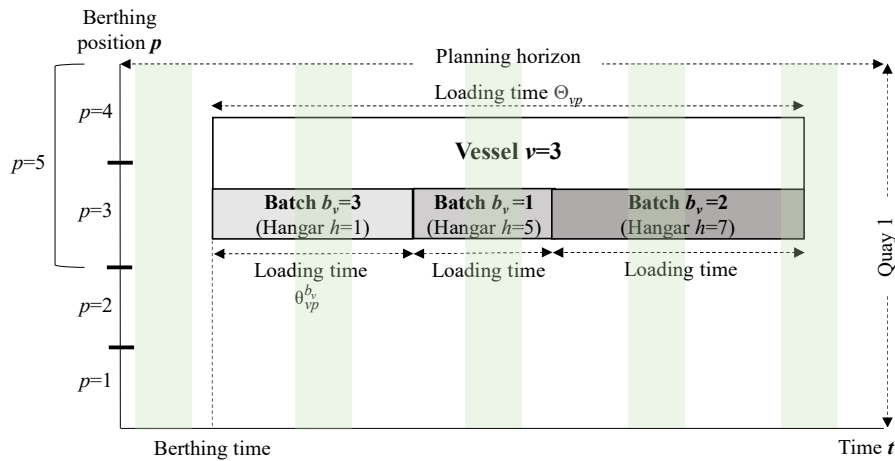 Berthing
position p
Planning horizon
Loading time Θvp
p=4
Vessel v=3
p=5
p=3
Batch bv=3
(Hangar h=1)
Batch bv=1
(Hangar h=5)
Batch bv=2
(Hangar h=7)
Loading time
θvp^bv
Loading time
Loading time
Quay 1
p=2
p=1
Berthing time
Time t